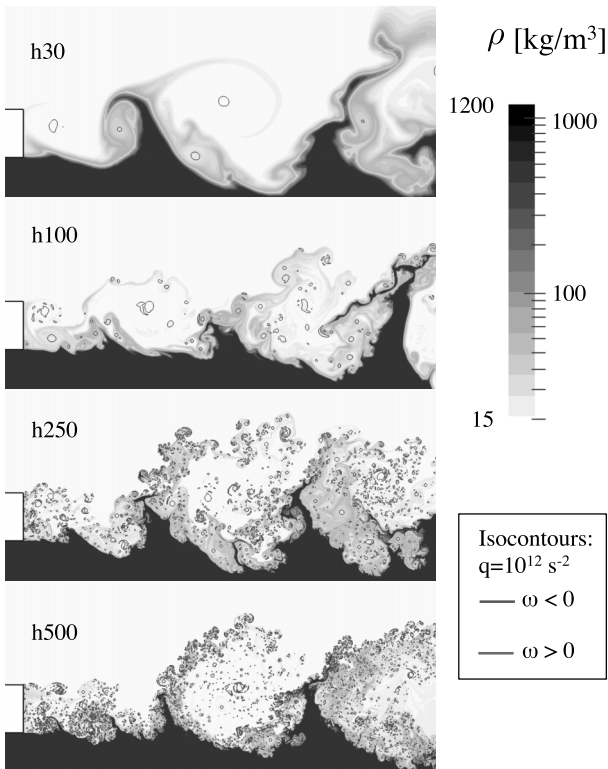 h30
ρ [kg/m³]
1200
1000
h100
100
15
h250
Isocontours:
q=10¹² s⁻²
ω < 0
ω > 0
h500